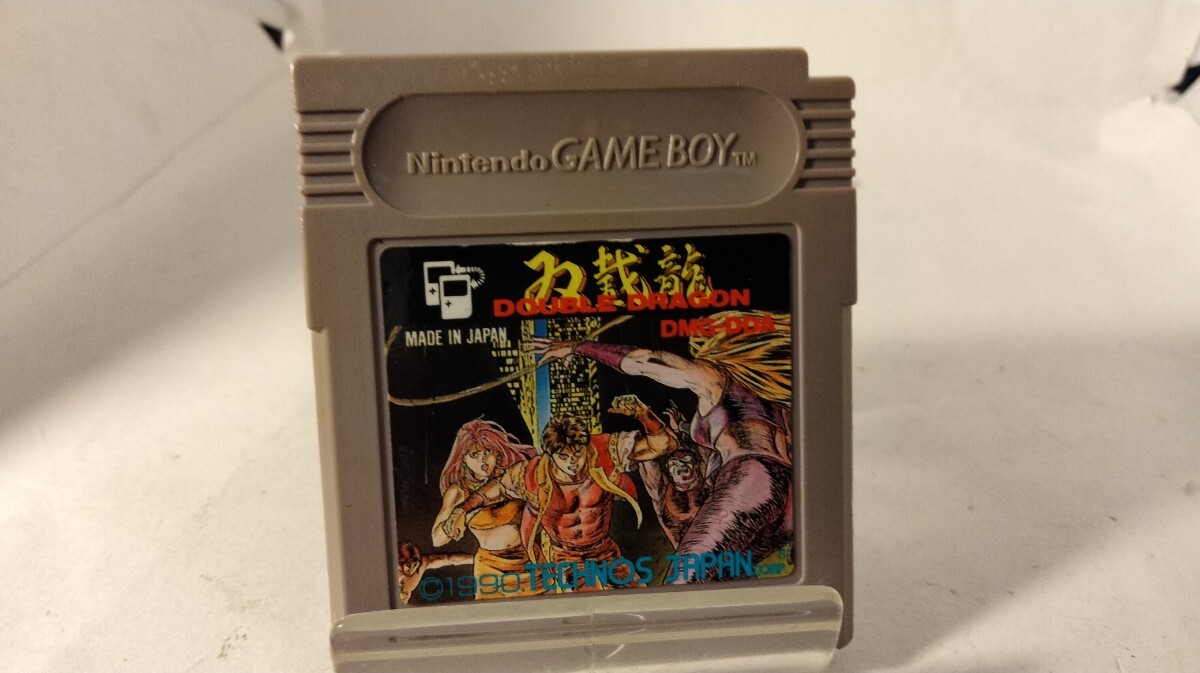 Nintendo GAME BOY TM
双截龍
DOUBLE DRAGON
DMG-DDA
MADE IN JAPAN
©1990 TECHNOS JAPAN CORP